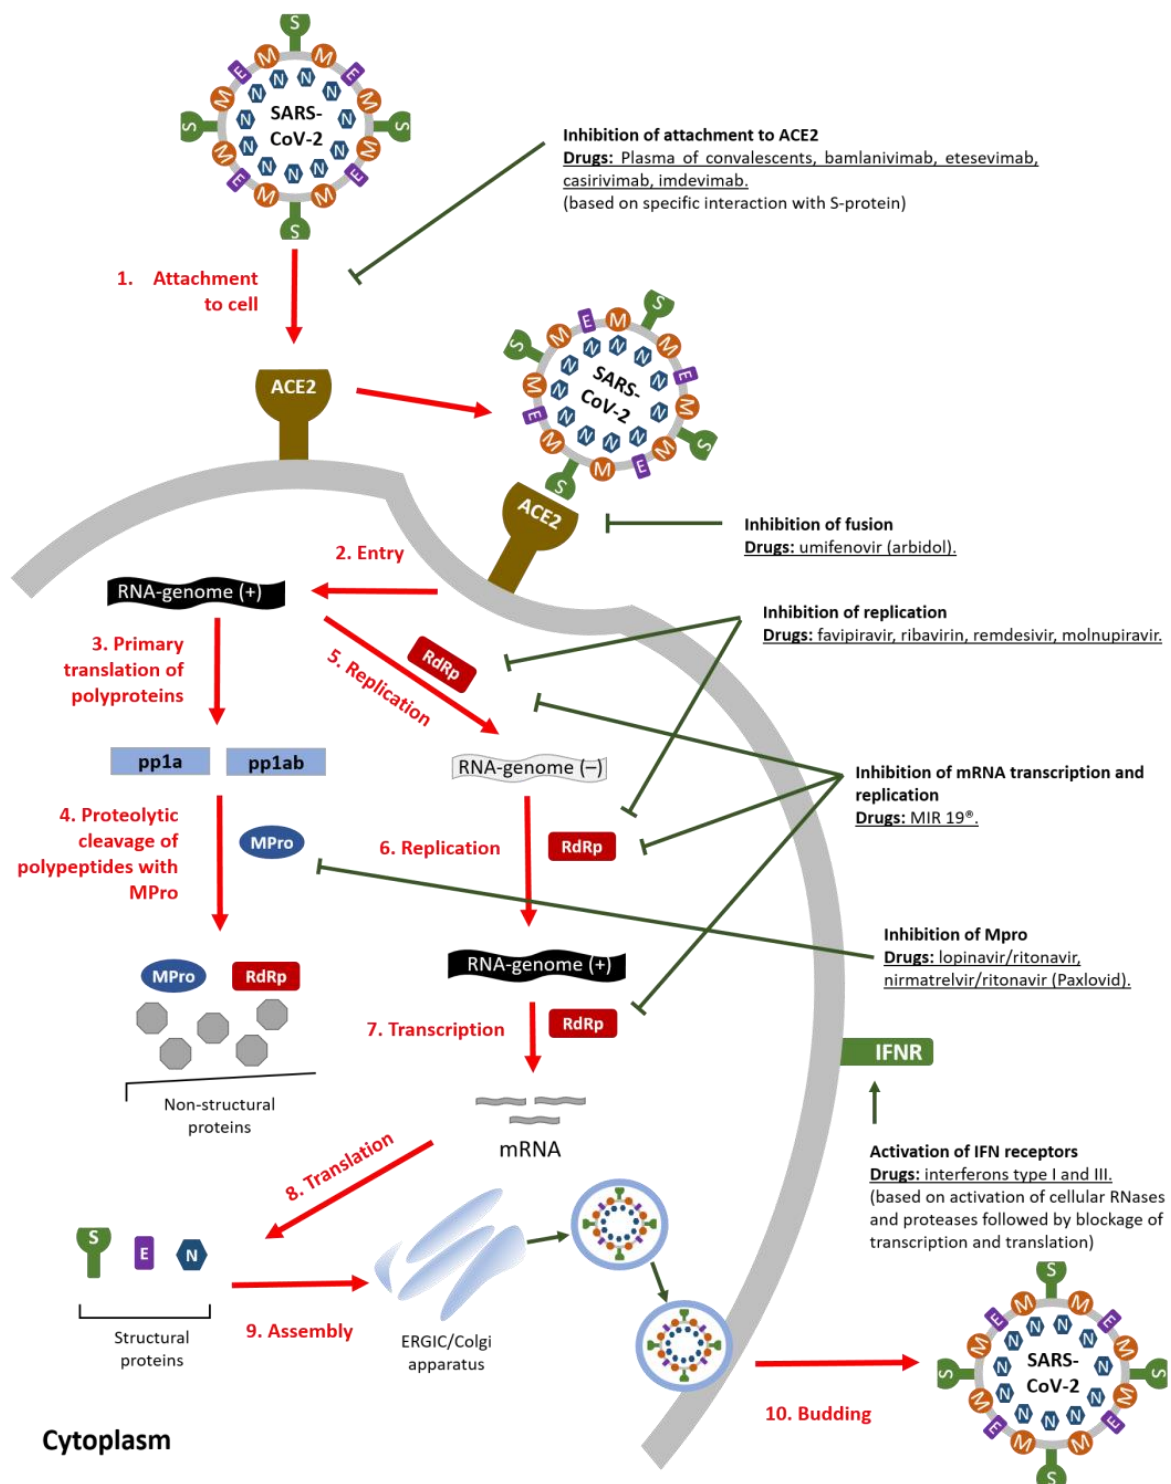 S
M
M
E
E
N
N
N
N
M
M
N
N
S
SARS-
CoV-2
S
N
N
M
M
N
N
N
N
N
E
E
M
M
S
Inhibition of attachment to ACE2
Drugs: Plasma of convalescents, bamlanivimab, etesevimab,
casirivimab, imdevimab.
(based on specific interaction with S-protein)
1. Attachment
to cell
S
E
M
M
S
M
N
N
N
N
N
N
E
ACE2
M
SARS-
CoV-2
N
N
M
E
N
N
N
N
N
M
M
S
M
E
S
ACE2
Inhibition of fusion
Drugs: umifenovir (arbidol).
2. Entry
RNA-genome (+)
Inhibition of replication
Drugs: favipiravir, ribavirin, remdesivir, molnupiravir.
3. Primary
translation of
polyproteins
RdRp
5. Replication
pp1a
pp1ab
RNA-genome (–)
Inhibition of mRNA transcription and
replication
Drugs: MIR 19®.
4. Proteolytic
cleavage of
polypeptides with
MPro
MPro
6. Replication
RdRp
Inhibition of Mpro
Drugs: lopinavir/ritonavir,
nirmatrelvir/ritonavir (Paxlovid).
MPro
RdRp
RNA-genome (+)
7. Transcription
RdRp
IFNR
Non-structural
proteins
mRNA
Activation of IFN receptors
Drugs: interferons type I and III.
(based on activation of cellular RNases
and proteases followed by blockage of
transcription and translation)
8. Translation
S
E
N
Structural
proteins
9. Assembly
ERGIC/Colgi
apparatus
S
M
M
E
E
N
N
N
N
M
M
N
N
S
SARS-
CoV-2
S
N
N
M
M
N
N
N
N
N
E
E
M
M
S
10. Budding
Cytoplasm